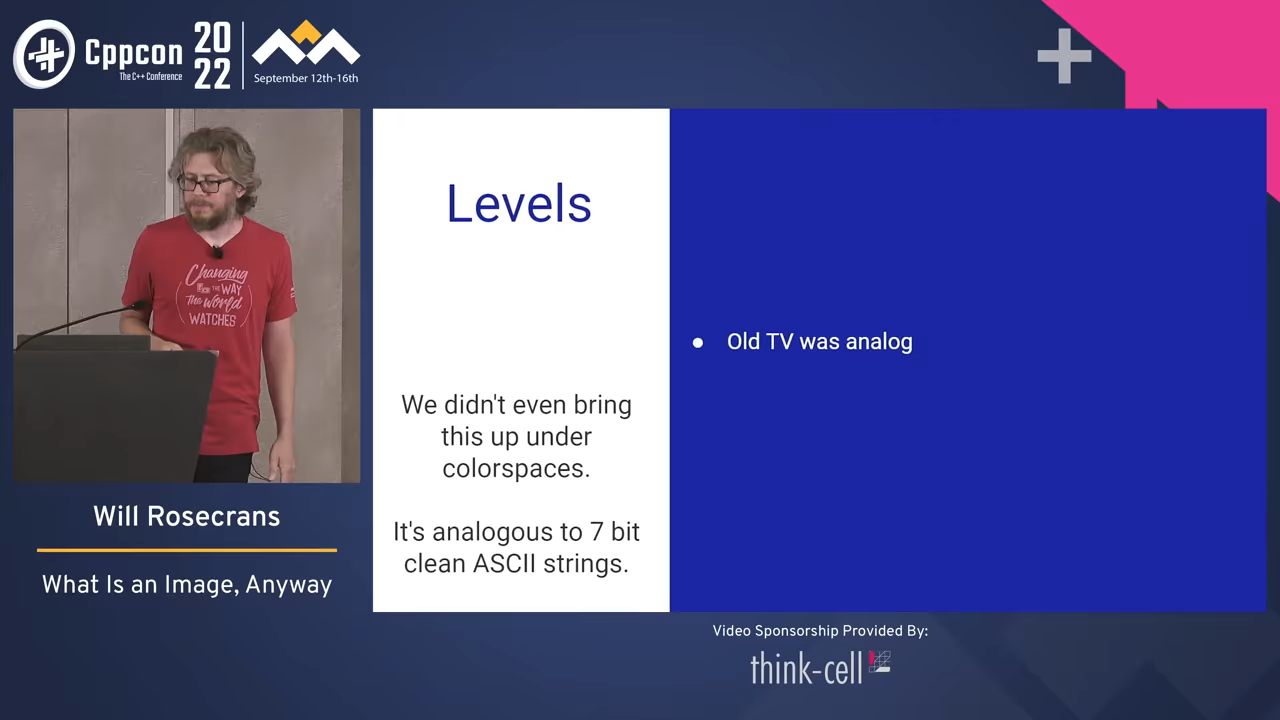 Cppcon
The C++ Conference
20
22
September 12th-16th
Changing
THE WAY
The World
WATCHES
Levels
We didn't even bring
this up under
colorspaces.
It's analogous to 7 bit
clean ASCII strings.
● Old TV was analog
Will Rosecrans
What Is an Image, Anyway
Video Sponsorship Provided By:
think-cell